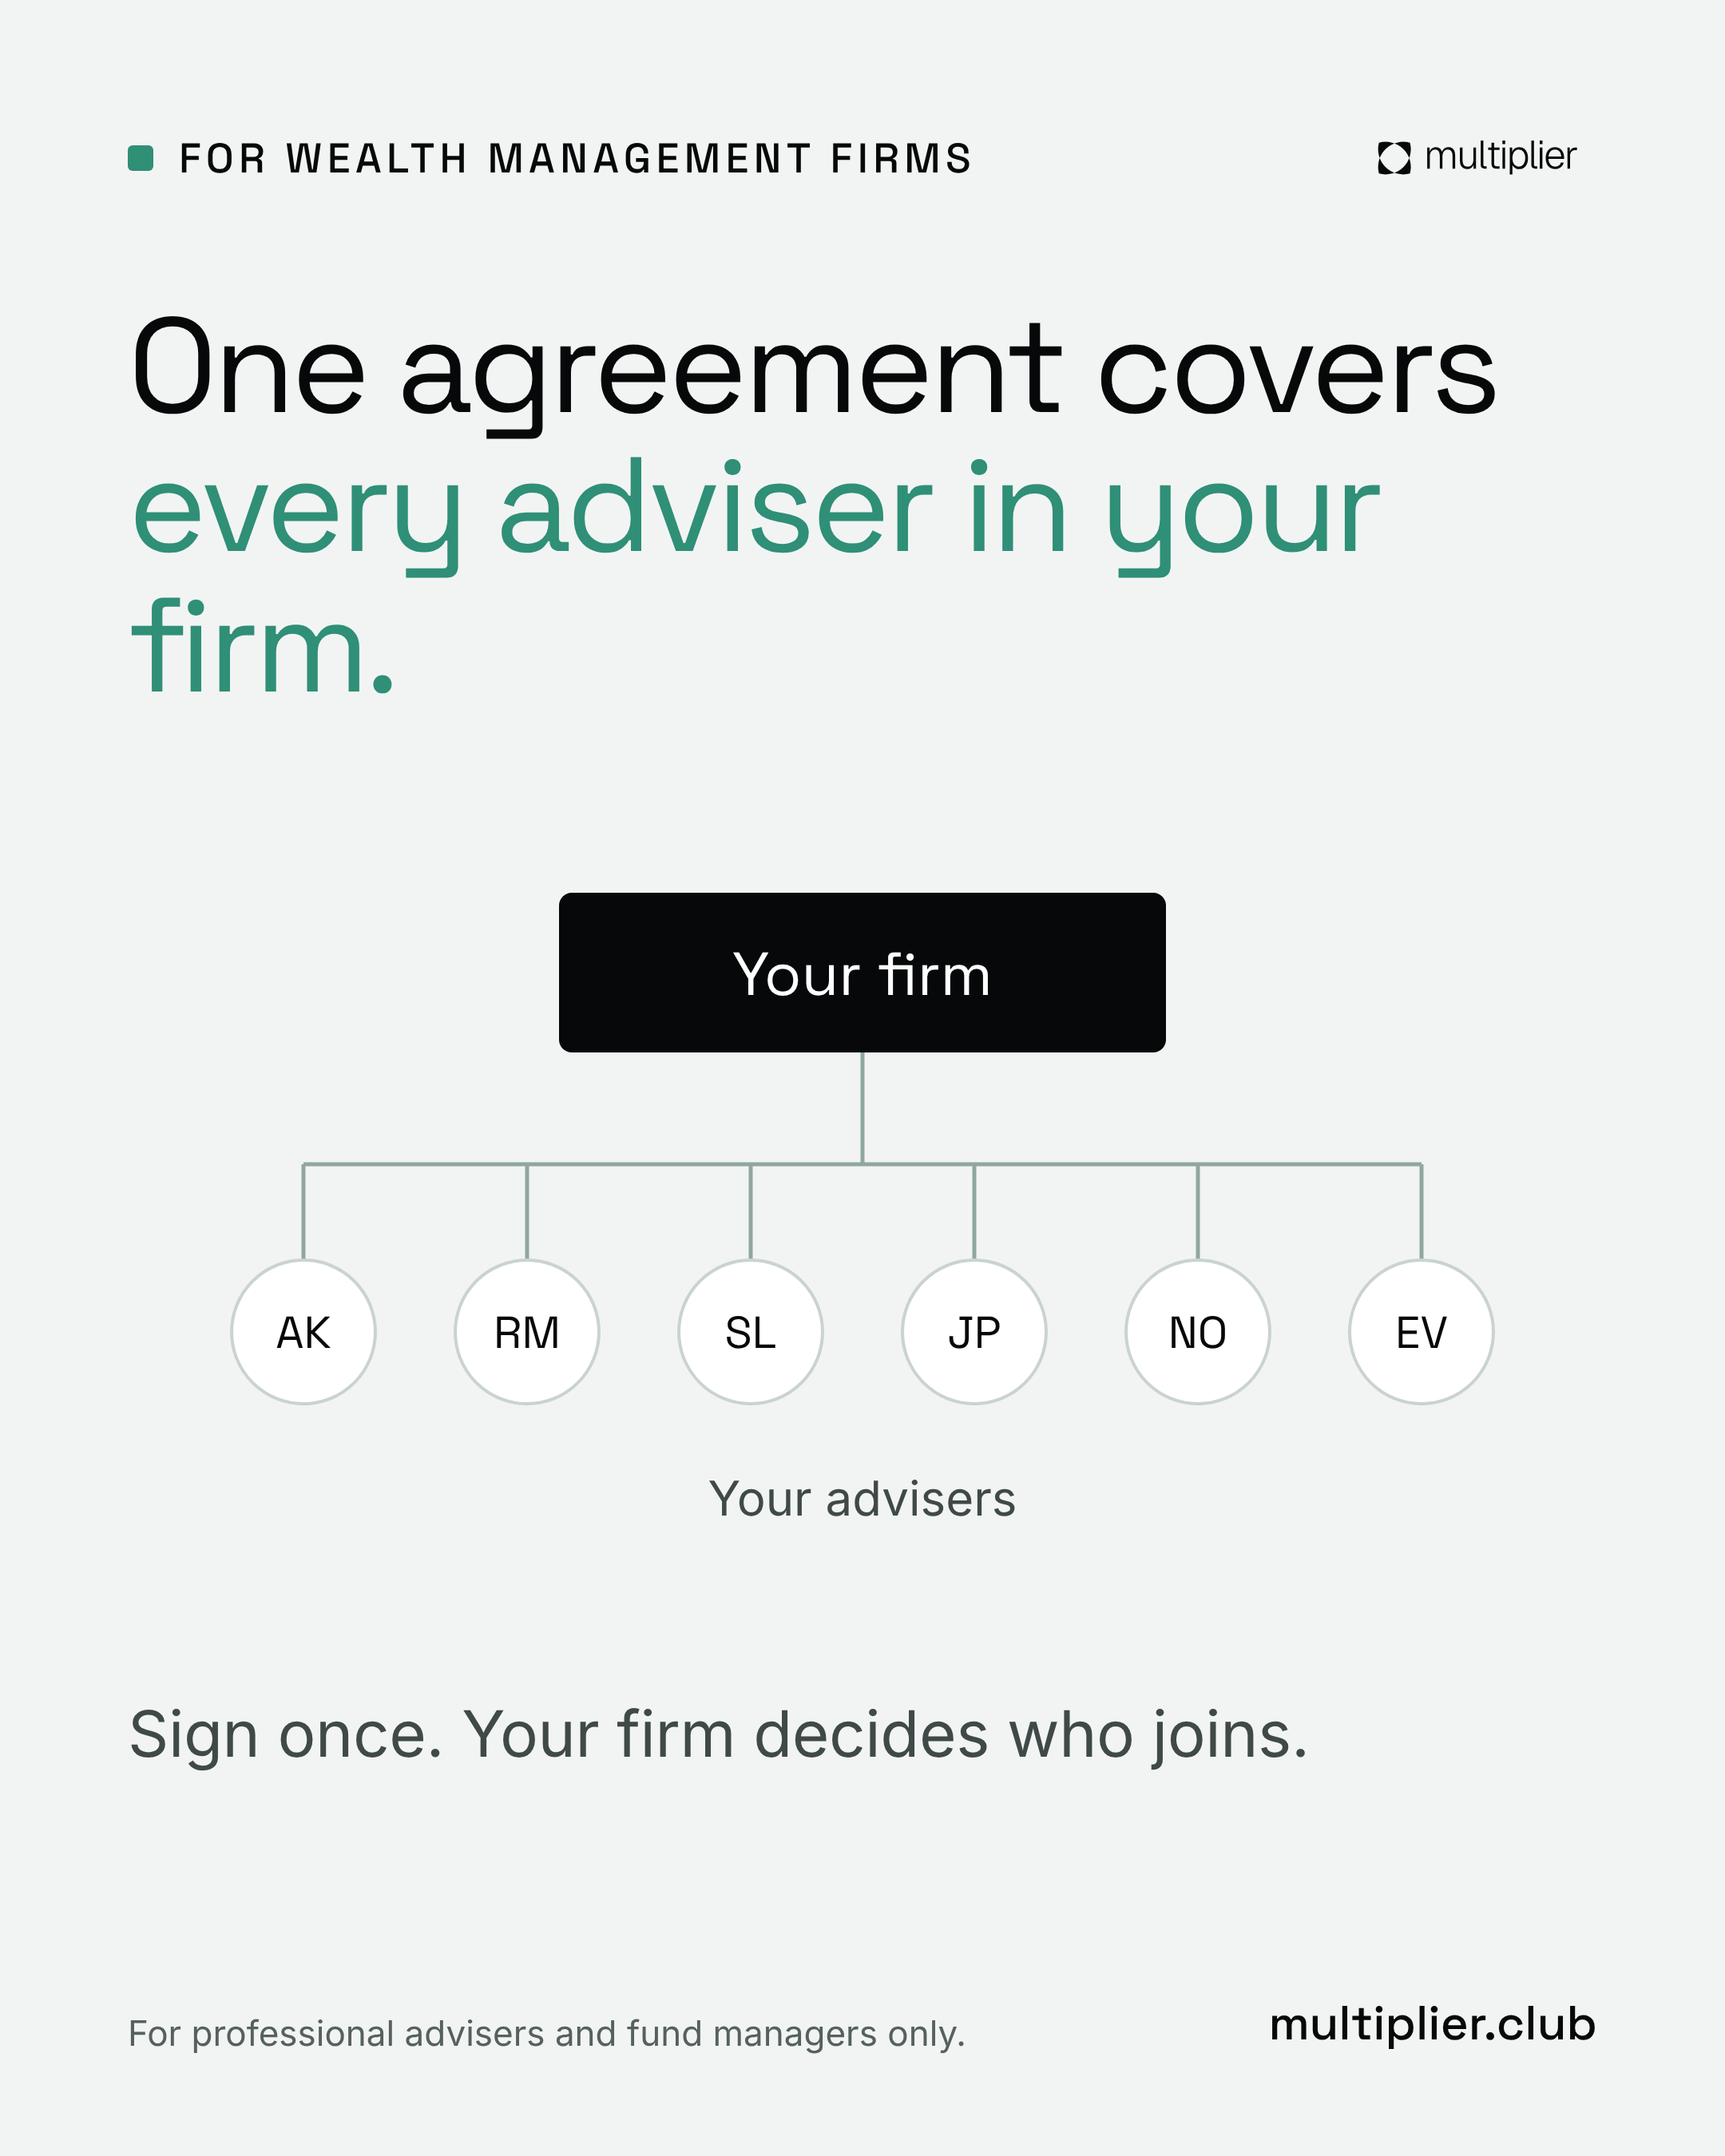 FOR WEALTH MANAGEMENT FIRMS
multiplier
One agreement covers
every adviser in your
firm.
Your firm
AK
RM
SL
JP
NO
EV
Your advisers
Sign once. Your firm decides who joins.
For professional advisers and fund managers only.
multiplier.club